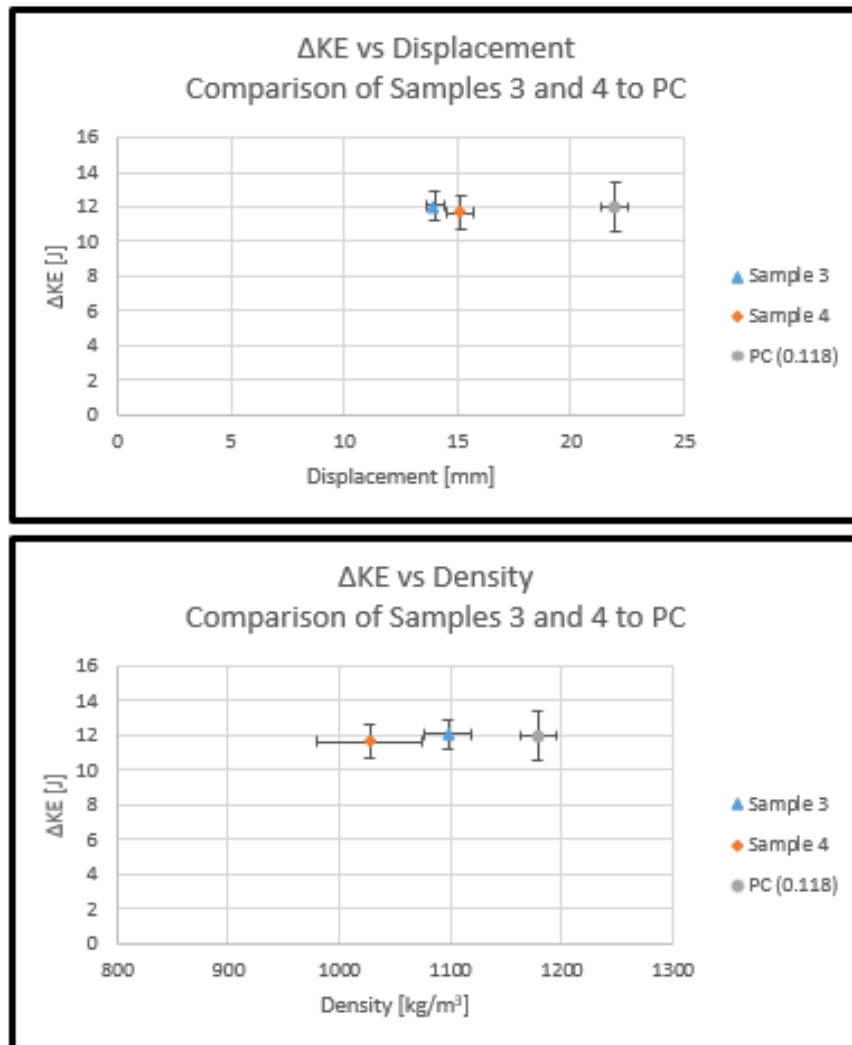 ΔKE vs Displacement
Comparison of Samples 3 and 4 to PC
16
14
12
10
8
6
4
2
0
ΔKE [J]
0 5 10 15 20 25
Displacement [mm]
Sample 3
Sample 4
PC (0.118)
ΔKE vs Density
Comparison of Samples 3 and 4 to PC
16
14
12
10
8
6
4
2
0
ΔKE [J]
800 900 1000 1100 1200 1300
Density [kg/m³]
Sample 3
Sample 4
PC (0.118)